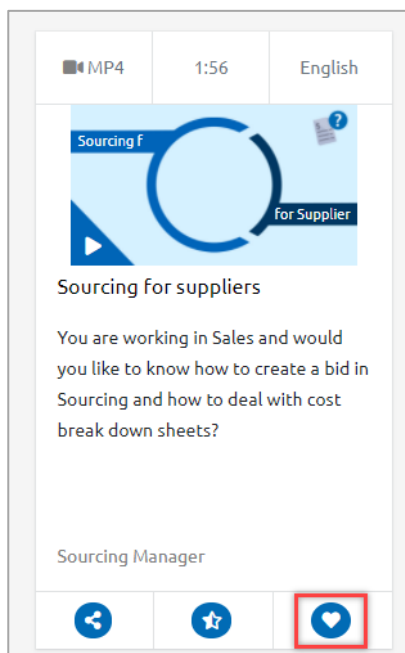 MP4
1:56
English
Sourcing f
for Supplier
Sourcing for suppliers
You are working in Sales and would
you like to know how to create a bid in
Sourcing and how to deal with cost
break down sheets?
Sourcing Manager